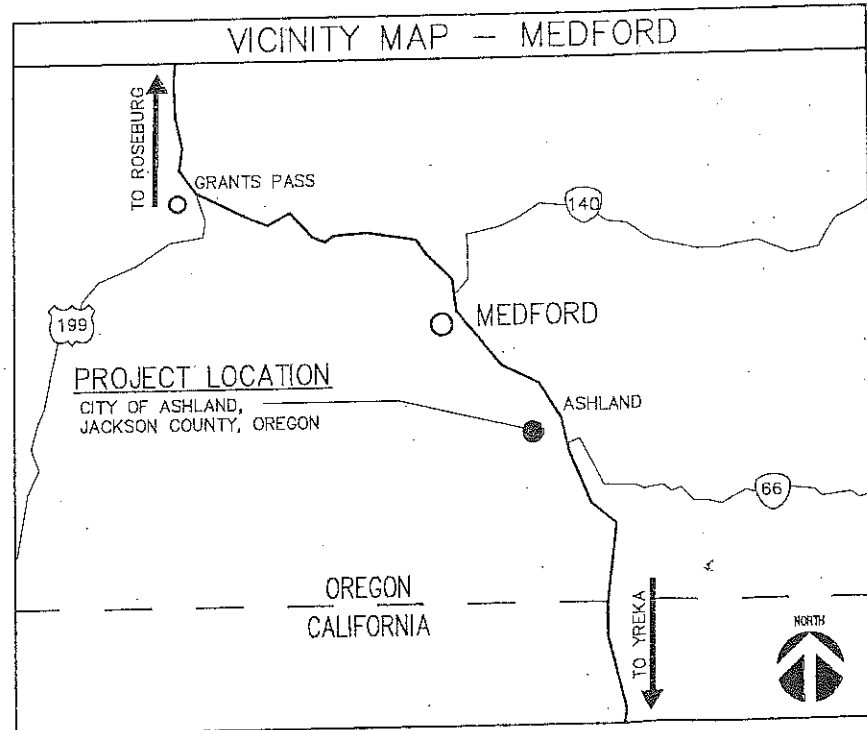 VICINITY MAP - MEDFORD
TO ROSEBURG
GRANTS PASS
140
199
MEDFORD
PROJECT LOCATION
CITY OF ASHLAND,
JACKSON COUNTY, OREGON
ASHLAND
66
OREGON
CALIFORNIA
TO YREKA
NORTH